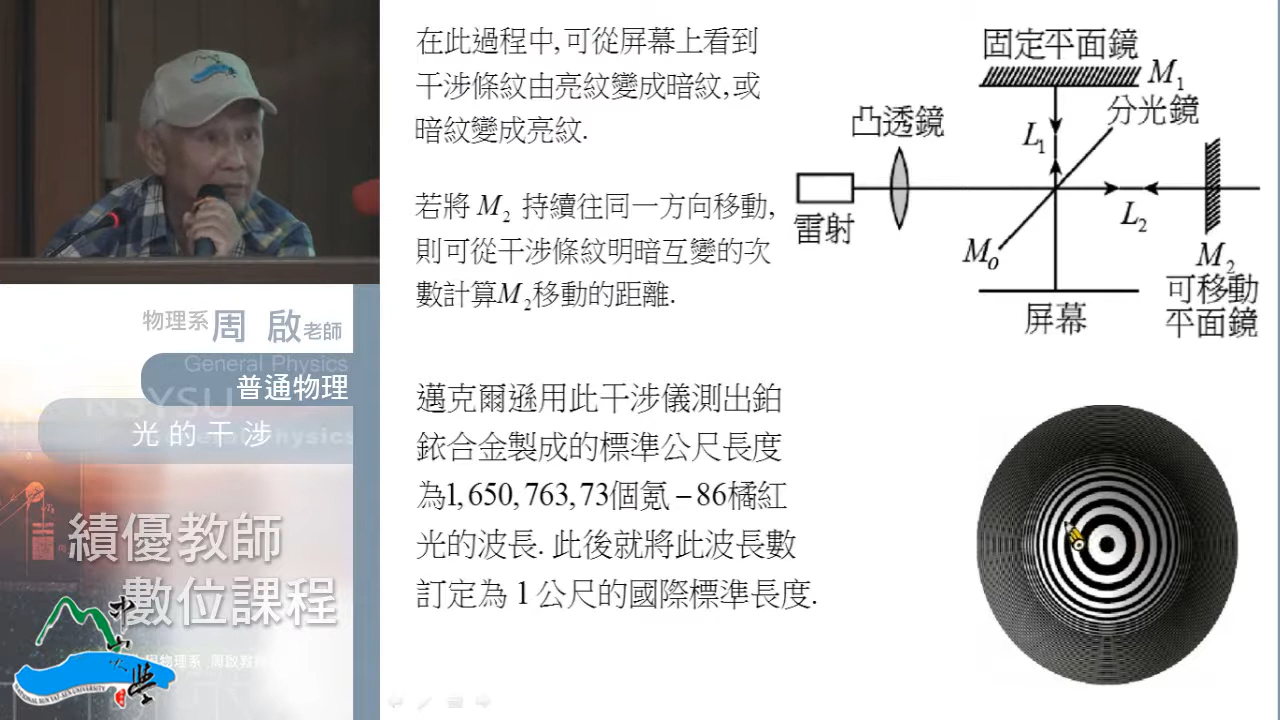 在此過程中,可從屏幕上看到
干涉條紋由亮紋變成暗紋,或
暗紋變成亮紋.
若將 M2 持續往同一方向移動,
則可從干涉條紋明暗互變的次
數計算M2移動的距離.
固定平面鏡
M1
分光鏡
凸透鏡
L1
雷射
L2
M0
M2
可移動
平面鏡
屏幕
邁克爾遜用此干涉儀測出鉑
銥合金製成的標準公尺長度
為1,650,763,73個氪－86橘紅
光的波長. 此後就將此波長數
訂定為 1 公尺的國際標準長度.
物理系 周 啟 老師
General Physics
普通物理
NSYSU
光的干涉
績優教師
數位課程
NATIONAL SUN YAT-SEN UNIVERSITY